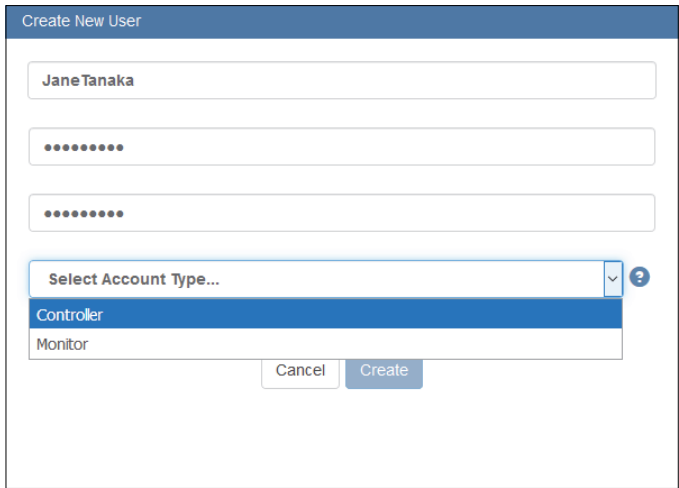 Create New User
JaneTanaka
●●●●●●●●●
●●●●●●●●●
Select Account Type...
?
Controller
Monitor
Cancel Create